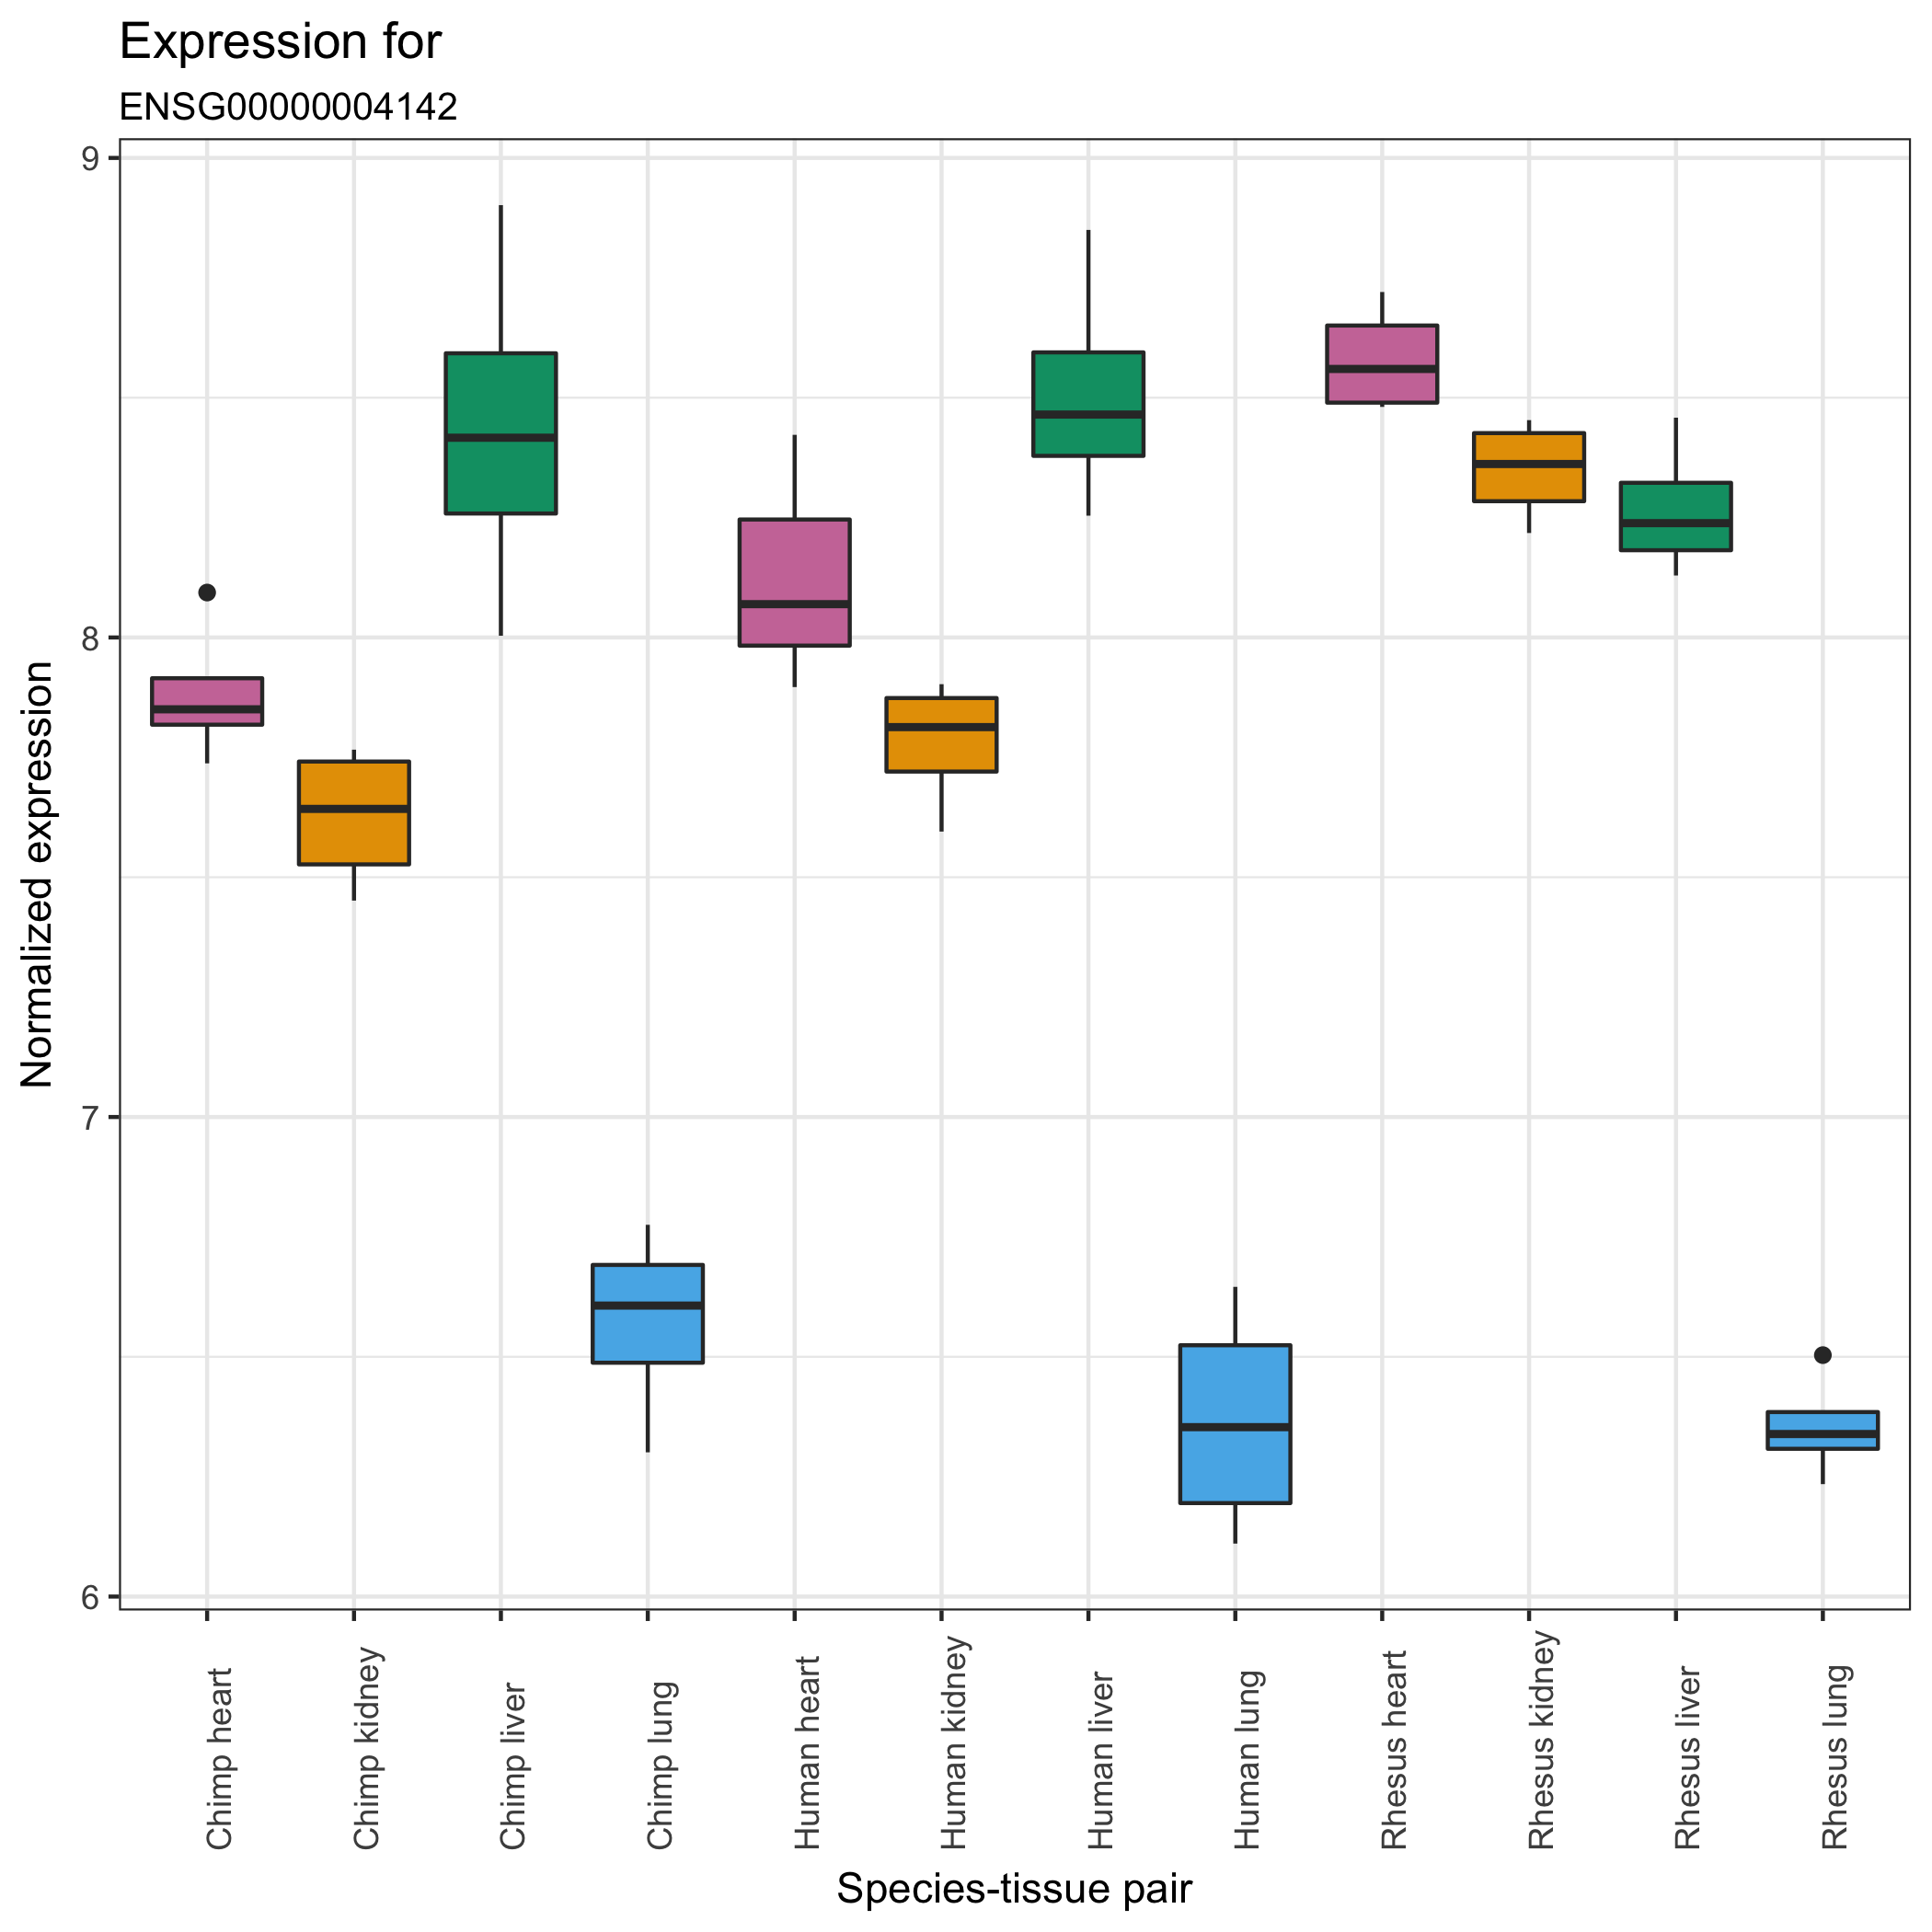 Expression for
ENSG00000004142
9
8
7
6
Normalized expression
Chimp heart
Chimp kidney
Chimp liver
Chimp lung
Human heart
Human kidney
Human liver
Human lung
Rhesus heart
Rhesus kidney
Rhesus liver
Rhesus lung
Species-tissue pair